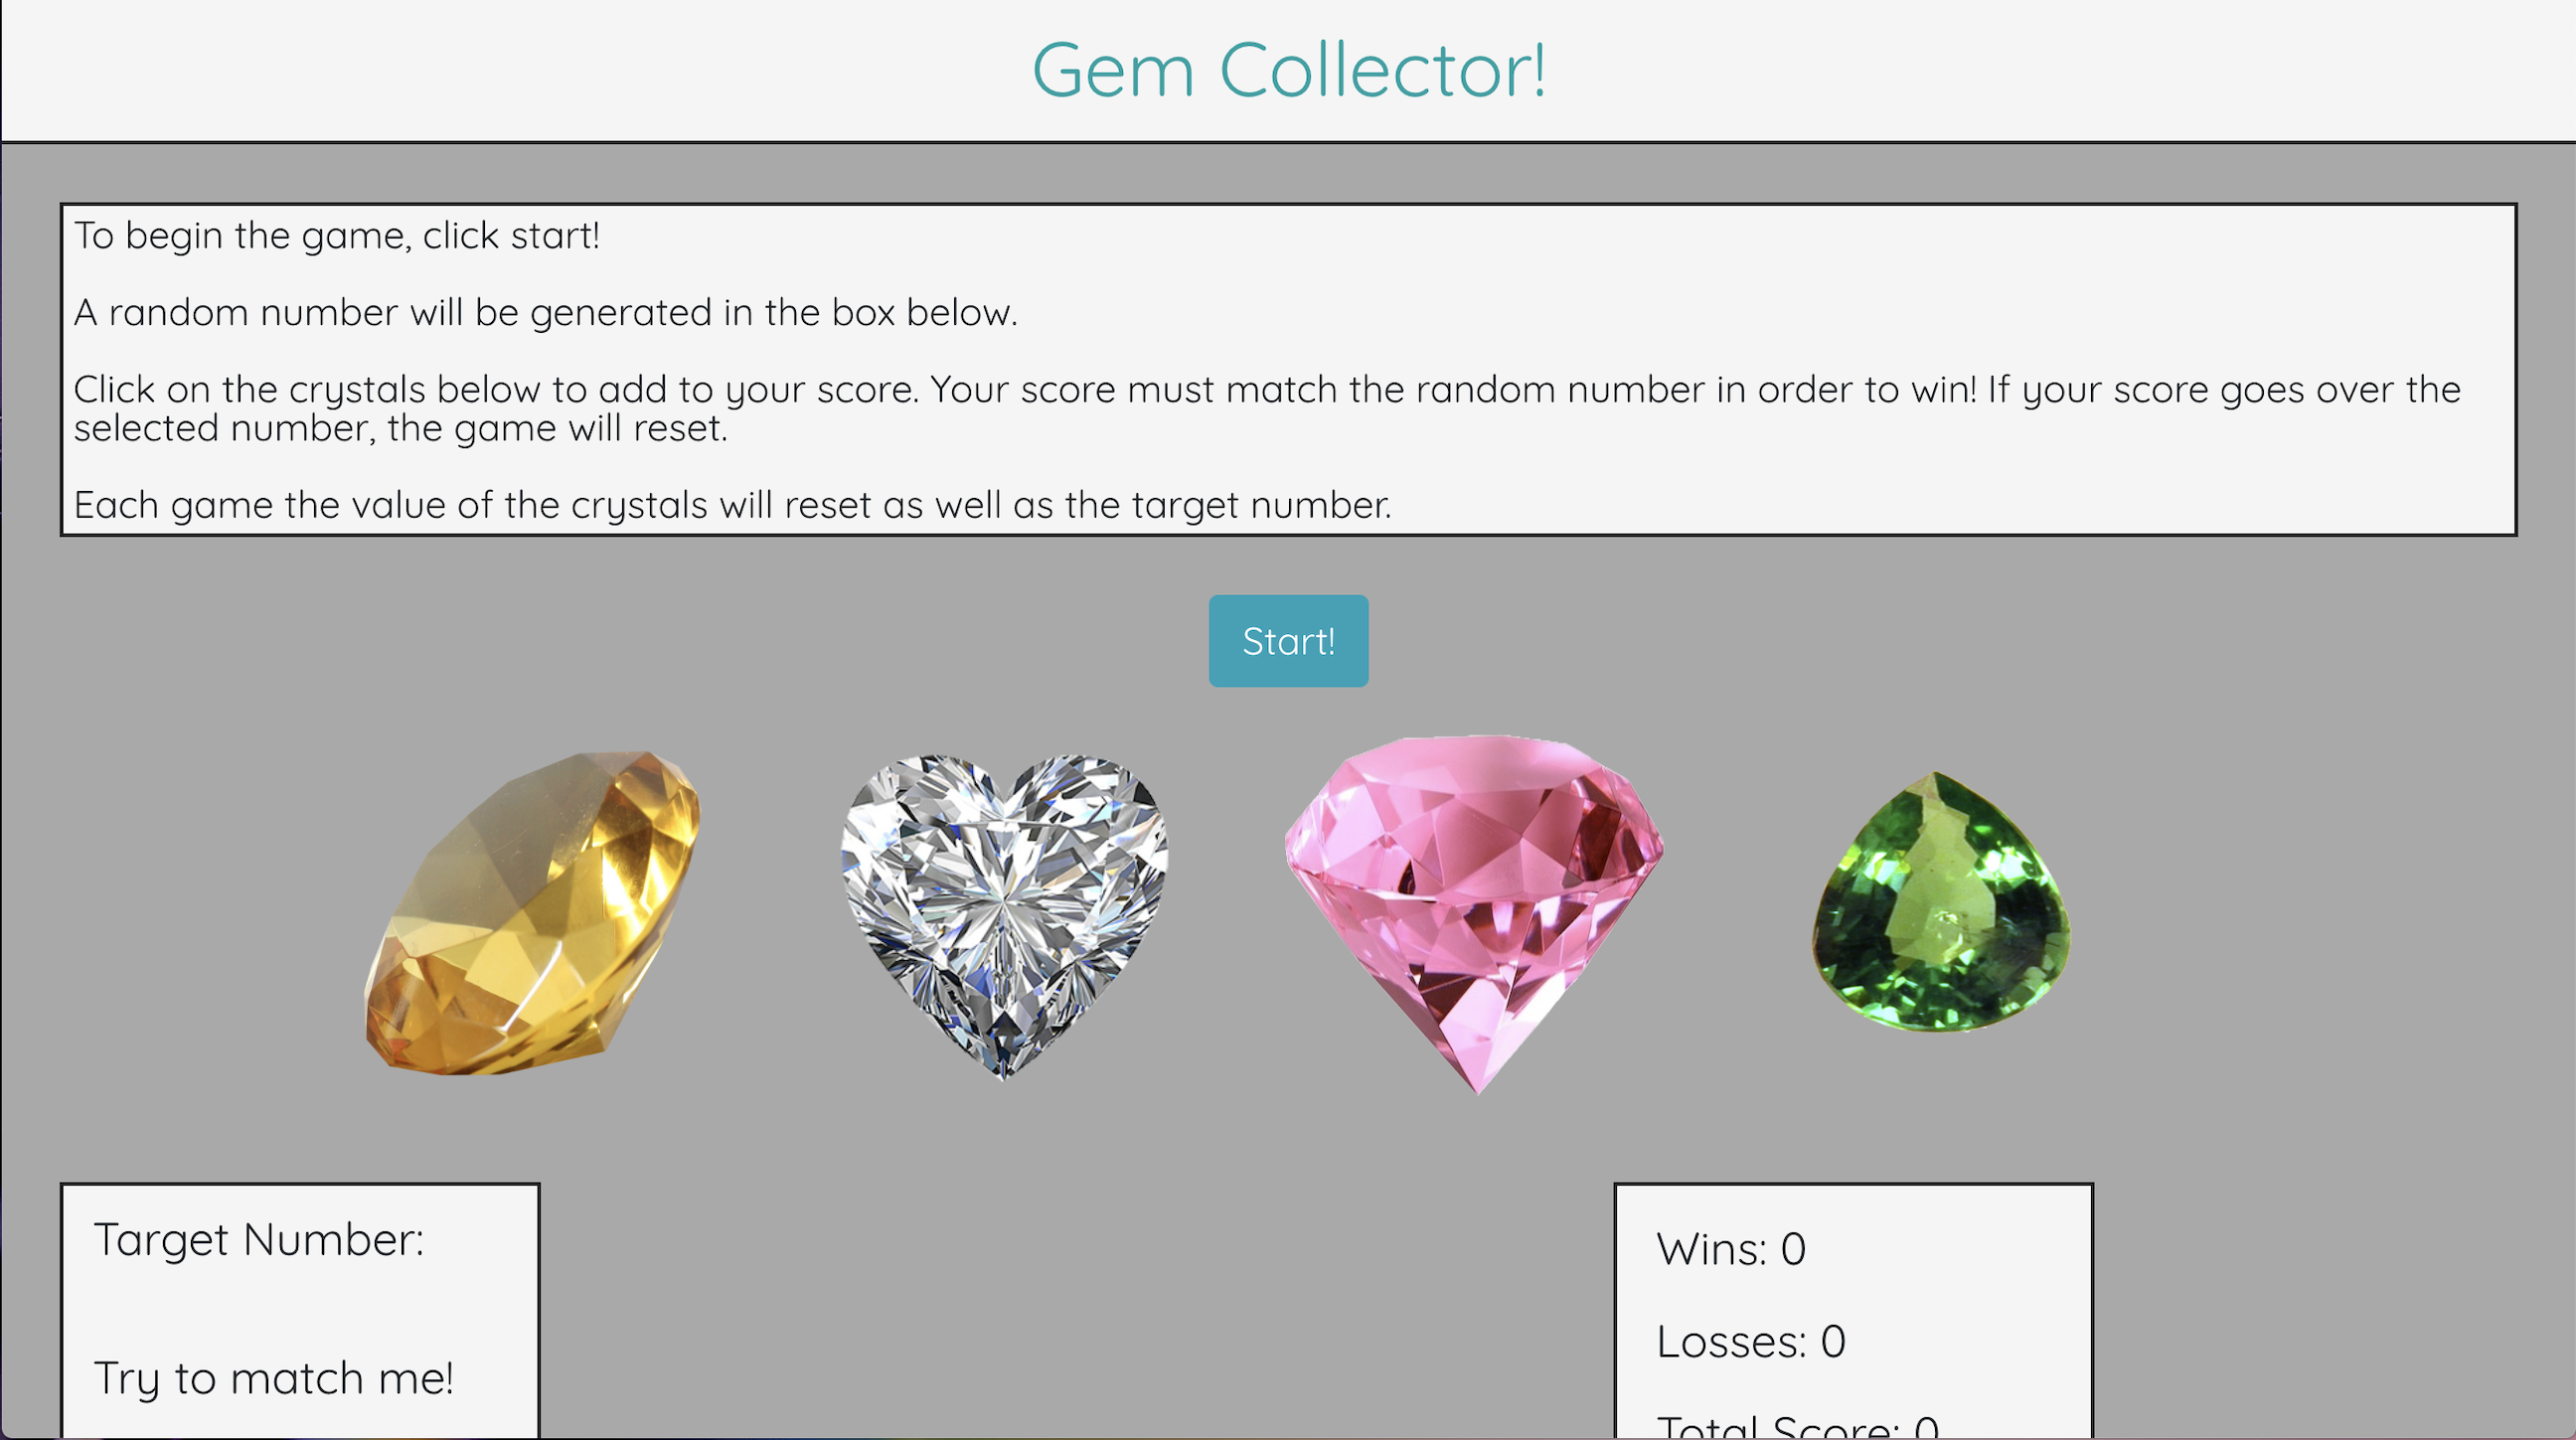 Gem Collector!
To begin the game, click start!
A random number will be generated in the box below.
Click on the crystals below to add to your score. Your score must match the random number in order to win! If your score goes over the
selected number, the game will reset.
Each game the value of the crystals will reset as well as the target number.
Start!
Target Number:
Try to match me!
Wins: 0
Losses: 0
Total Score: 0